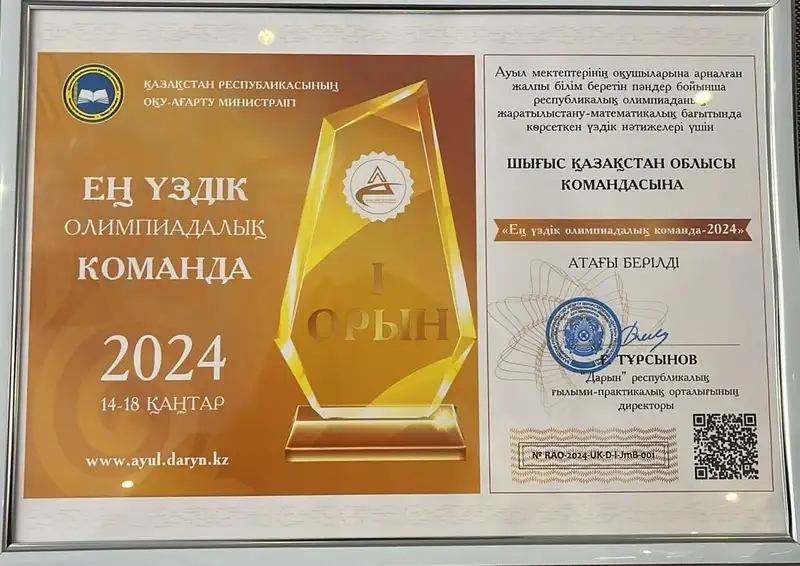 ҚАЗАҚСТАН РЕСПУБЛИКАСЫНЫҢ
ОҚУ-АҒАРТУ МИНИСТРЛІГІ
ЕҢ ҮЗДІК
ОЛИМПИАДАЛЫҚ
КОМАНДА
2024
14-18 ҚАҢТАР
www.ayul.daryn.kz
I
ОРЫН
Ауыл мектептерінің оқушыларына арналған
жалпы білім беретін пәндер бойынша
республикалық олимпиаданың
жаратылыстану-математикалық бағытында
көрсеткен үздік нәтижелері үшін
ШЫҒЫС ҚАЗАҚСТАН ОБЛЫСЫ
КОМАНДАСЫНА
«Ең үздік олимпиадалық команда-2024»
АТАҒЫ БЕРІЛДІ
Ғ. ТҰРСЫНОВ
"Дарын" республикалық
ғылыми-практикалық орталығының
директоры
№ RAO-2024-UK-D-I-JmB-001